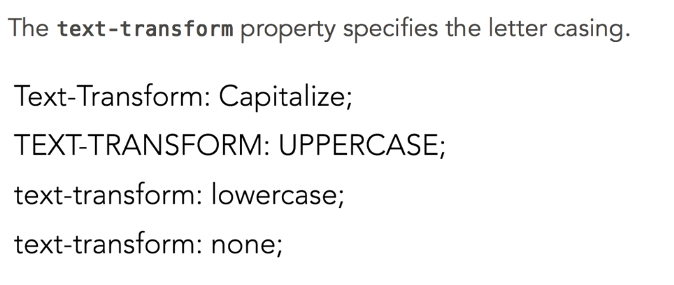 The text-transform property specifies the letter casing.
Text-Transform: Capitalize;
TEXT-TRANSFORM: UPPERCASE;
text-transform: lowercase;
text-transform: none;